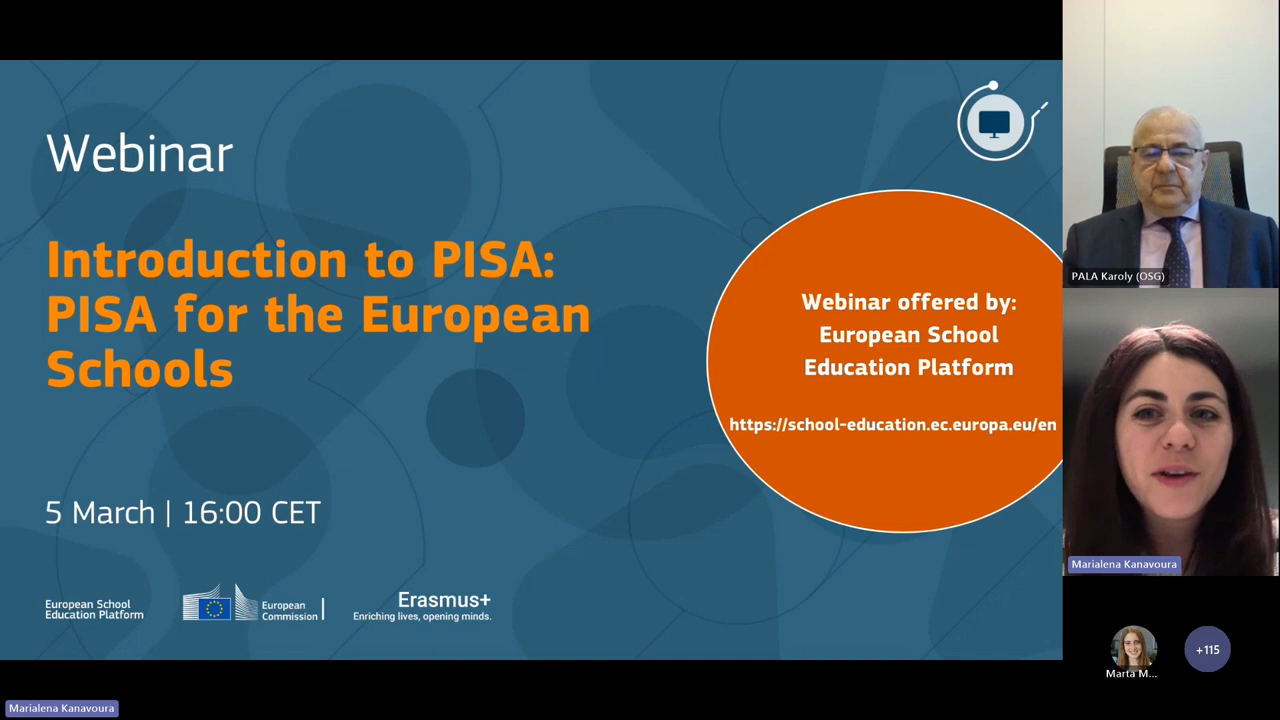 Webinar
Introduction to PISA:
PISA for the European
Schools
5 March | 16:00 CET
Webinar offered by:
European School
Education Platform
https://school-education.ec.europa.eu/en
European School
Education Platform
European
Commission
Erasmus+
Enriching lives, opening minds.
PALA Karoly (OSG)
Marialena Kanavoura
Marta M...
+115
Marialena Kanavoura